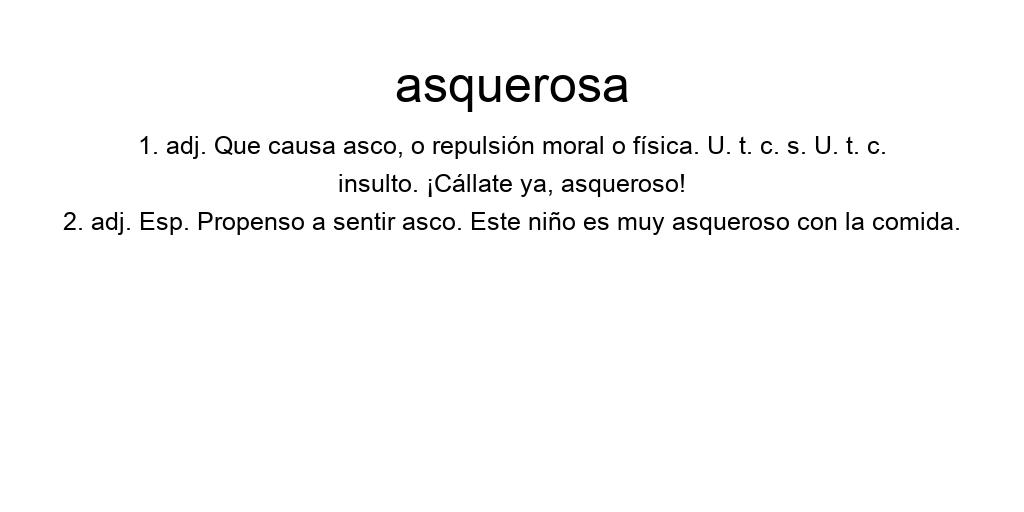 asquerosa
1. adj. Que causa asco, o repulsión moral o física. U. t. c. s. U. t. c.
insulto. ¡Cállate ya, asqueroso!
2. adj. Esp. Propenso a sentir asco. Este niño es muy asqueroso con la comida.